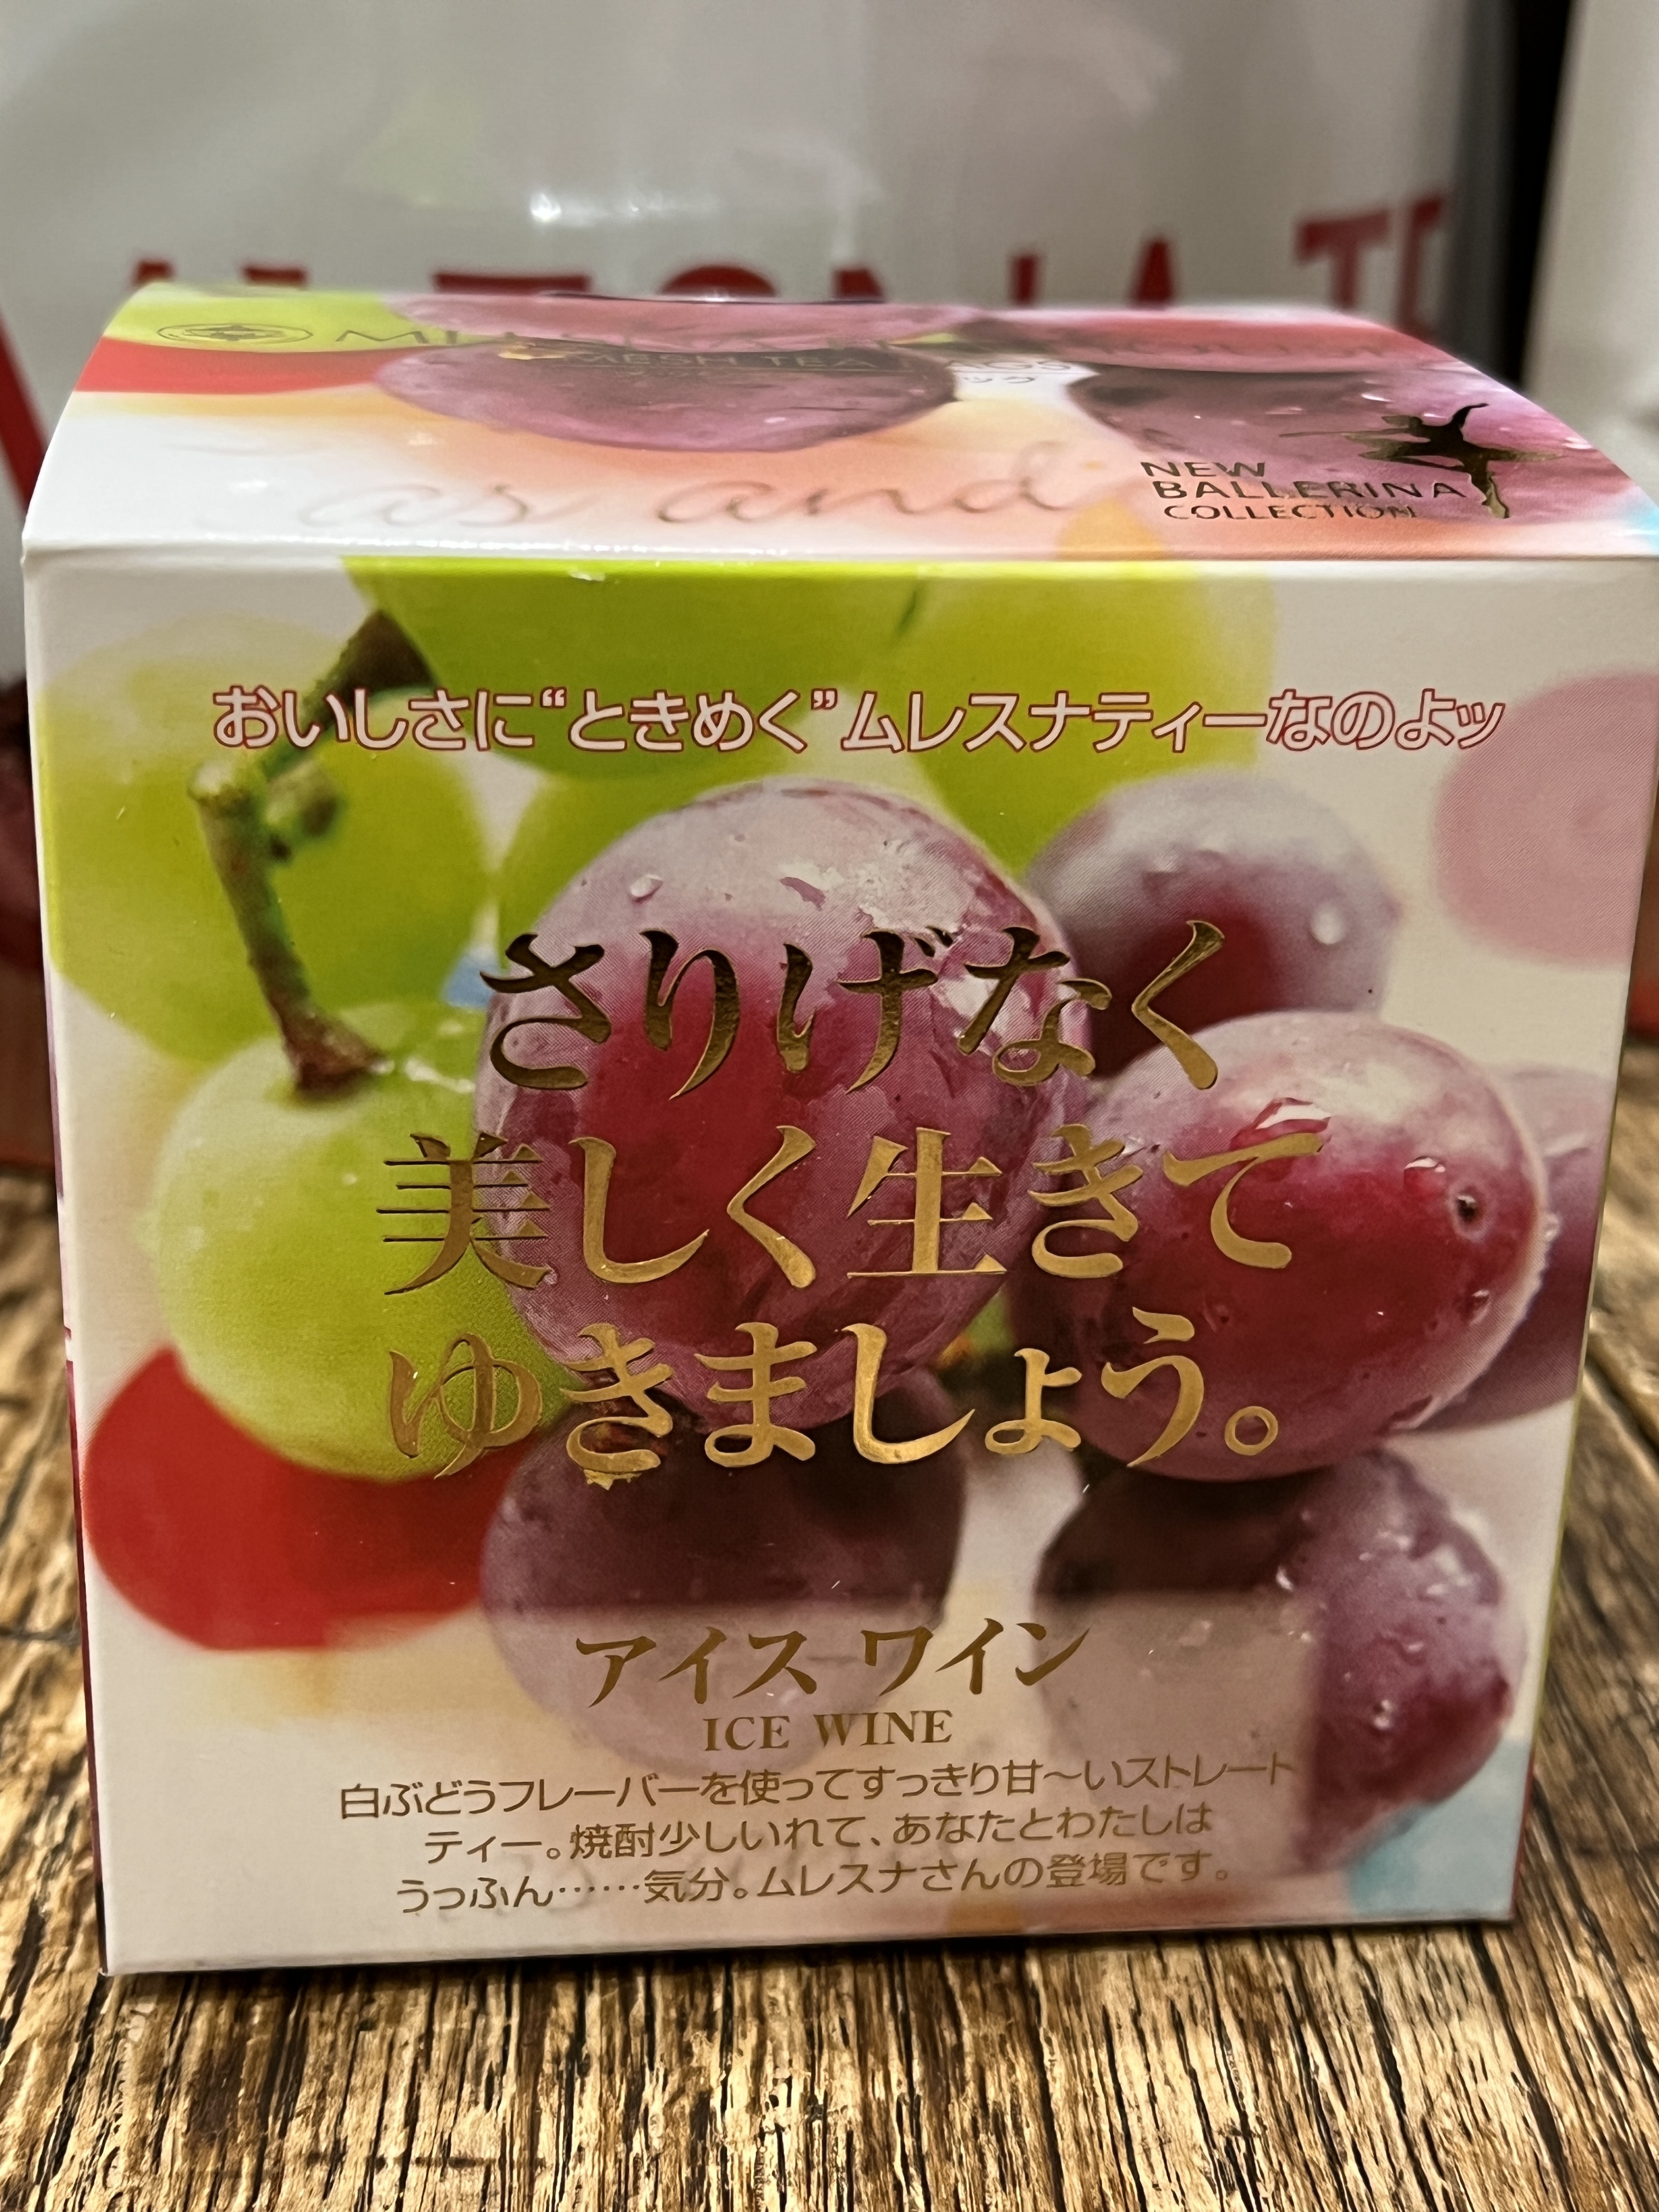 MESH TEA
as and
NEW
BALLERINA
COLLECTION
おいしさに“ときめく”ムレスナティーなのよッ
さりげなく
美しく生きて
ゆきましょう。
アイス ワイン
ICE WINE
白ぶどうフレーバーを使ってすっきり甘〜いストレート
ティー。焼酎少しいれて、あなたとわたしは
うっふん……気分。ムレスナさんの登場です。